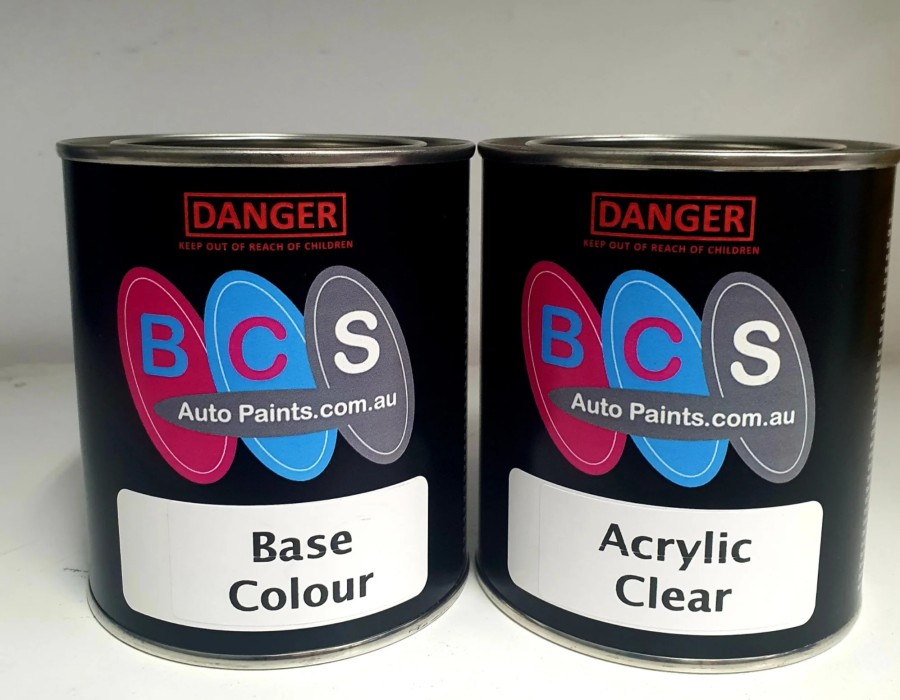 DANGER
KEEP OUT OF REACH OF CHILDREN
BCS
Auto Paints.com.au
Base
Colour
DANGER
KEEP OUT OF REACH OF CHILDREN
BCS
Auto Paints.com.au
Acrylic
Clear